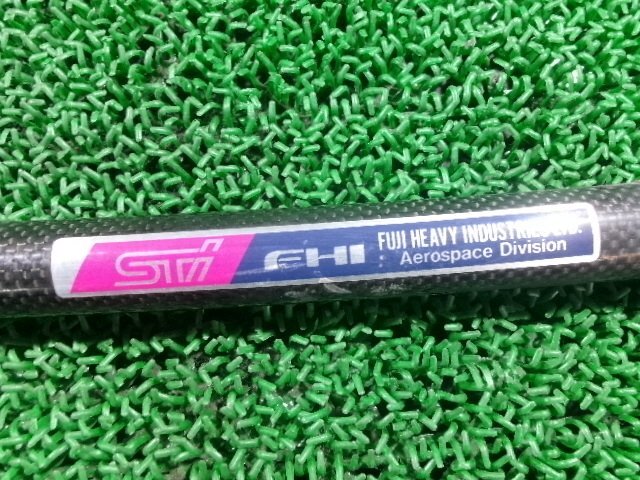 STi FHI FUJI HEAVY INDUSTRIES LTD.
Aerospace Division